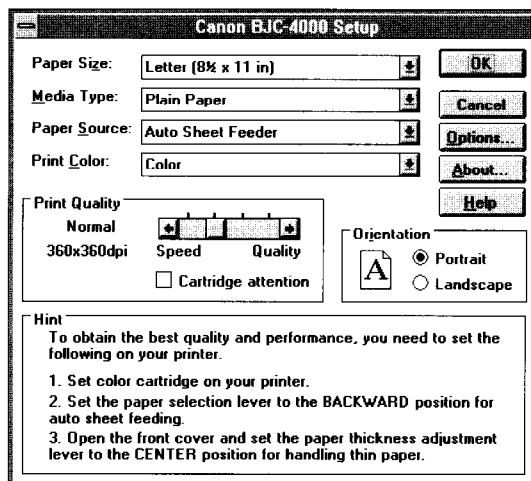 Canon BJC-4000 Setup
Paper Size: Letter (8½ x 11 in)
OK
Media Type: Plain Paper
Cancel
Paper Source: Auto Sheet Feeder
Options...
Print Color: Color
About...
Help
Print Quality
Normal
360x360dpi
Speed Quality
Cartridge attention
Orientation
A
Portrait
Landscape
Hint
To obtain the best quality and performance, you need to set the
following on your printer.
1. Set color cartridge on your printer.
2. Set the paper selection lever to the BACKWARD position for
auto sheet feeding.
3. Open the front cover and set the paper thickness adjustment
lever to the CENTER position for handling thin paper.